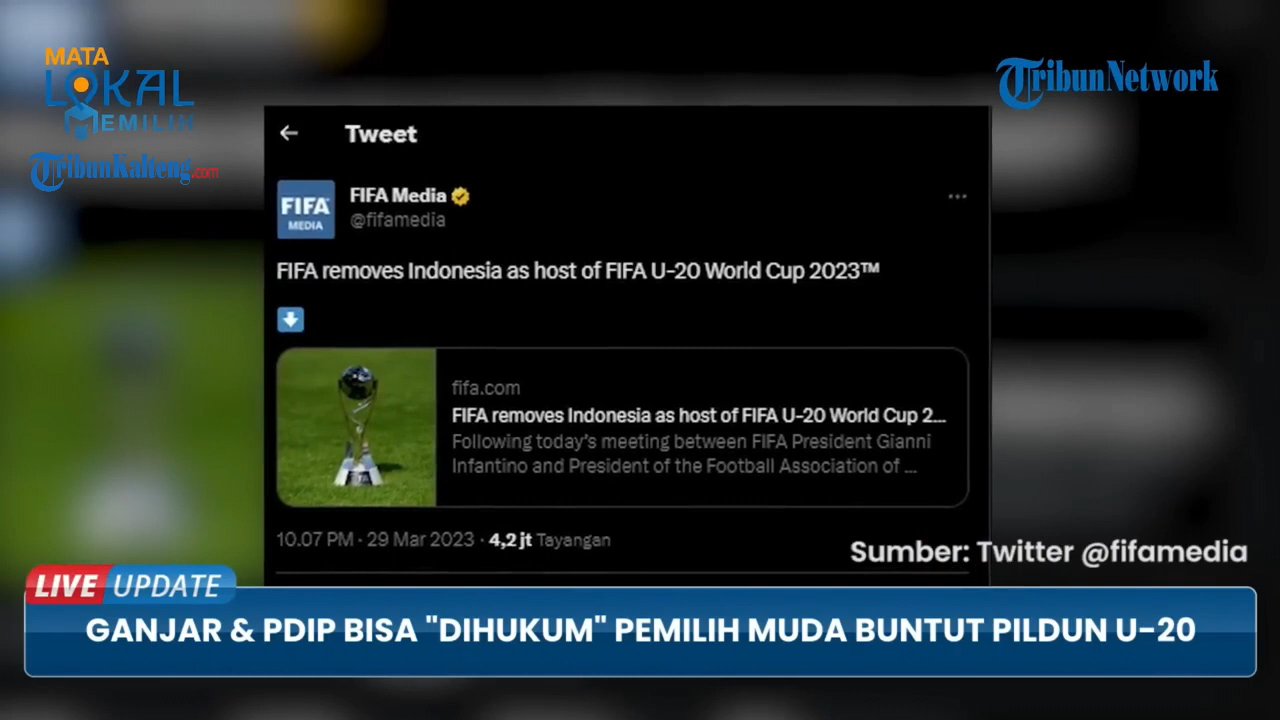 MATA
LOKAL
MEMILIH
TribunKalteng.com
TribunNetwork
Tweet
FIFA
MEDIA
FIFA Media
@fifamedia
FIFA removes Indonesia as host of FIFA U-20 World Cup 2023™
fifa.com
FIFA removes Indonesia as host of FIFA U-20 World Cup 2...
Following today's meeting between FIFA President Gianni
Infantino and President of the Football Association of ...
10.07 PM · 29 Mar 2023 · 4,2 jt Tayangan
Sumber: Twitter @fifamedia
LIVE UPDATE
GANJAR & PDIP BISA "DIHUKUM" PEMILIH MUDA BUNTUT PILDUN U-20